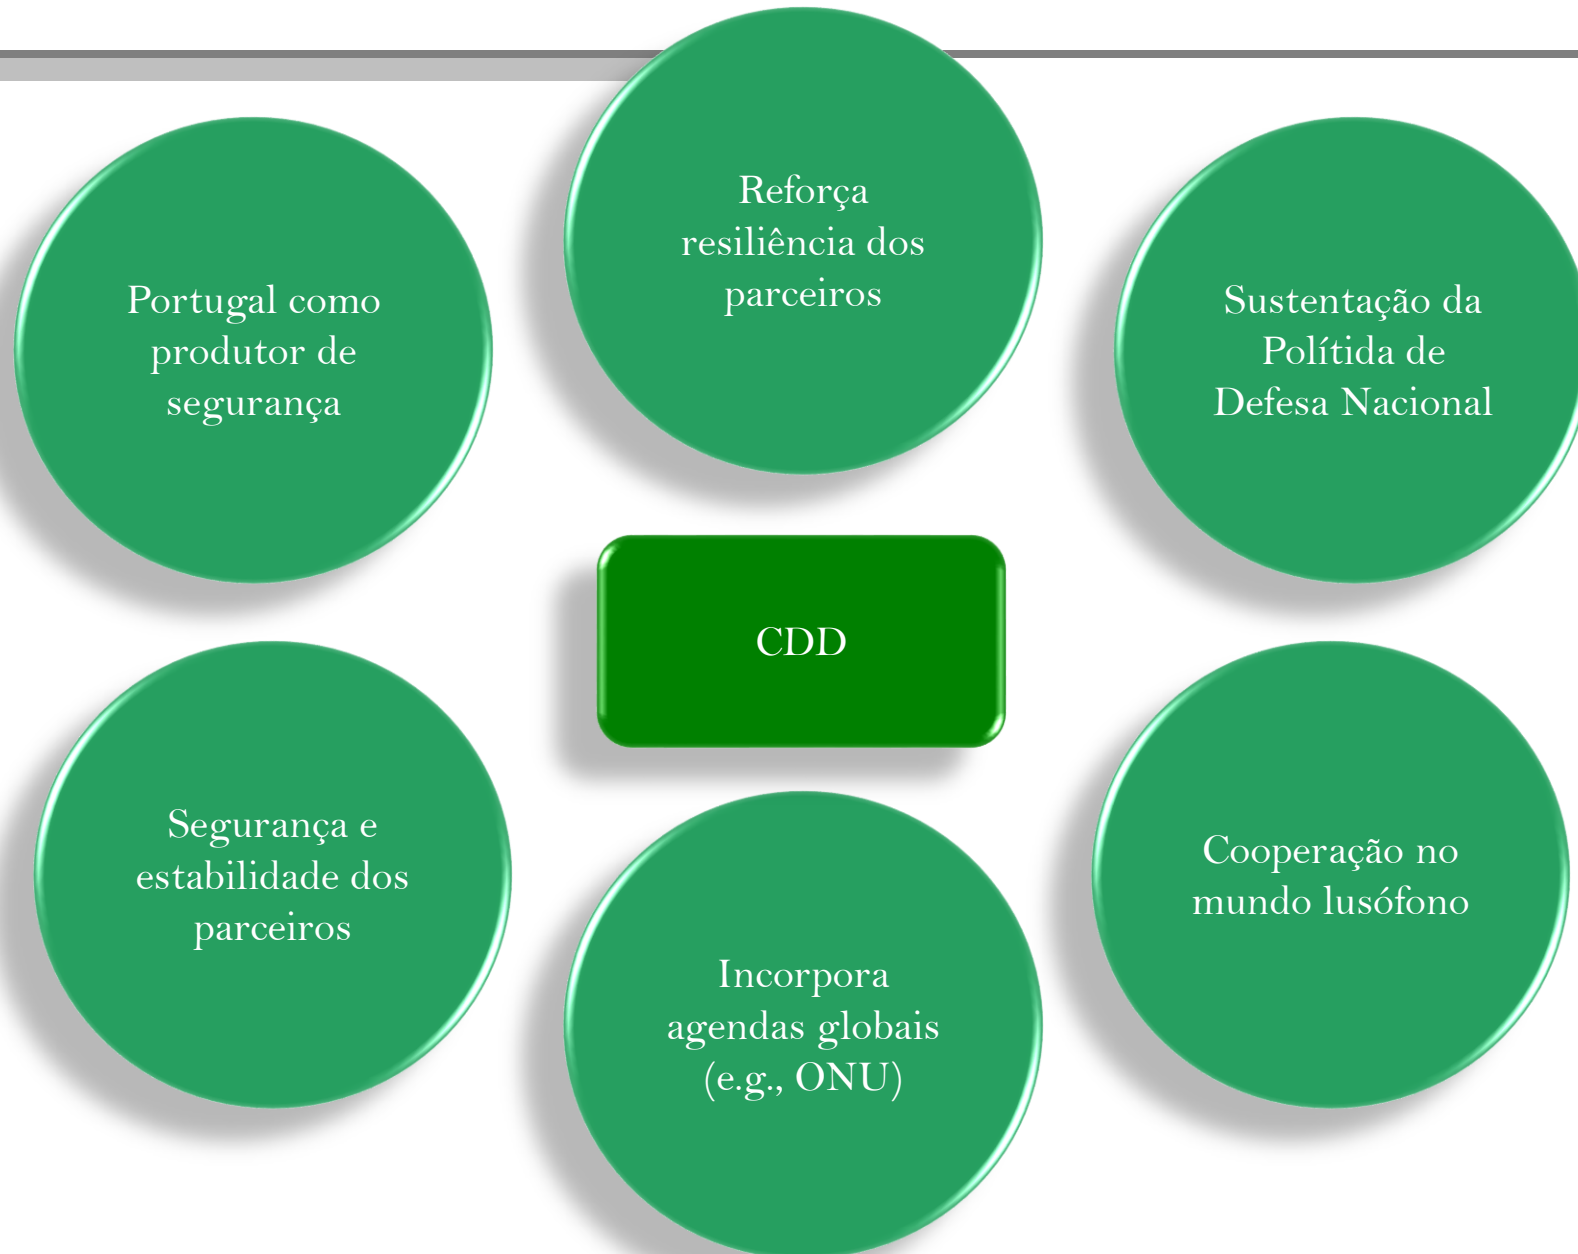 Reforça
resiliência dos
parceiros
Portugal como
produtor de
segurança
Sustentação da
Polítida de
Defesa Nacional
CDD
Segurança e
estabilidade dos
parceiros
Cooperação no
mundo lusófono
Incorpora
agendas globais
(e.g., ONU)